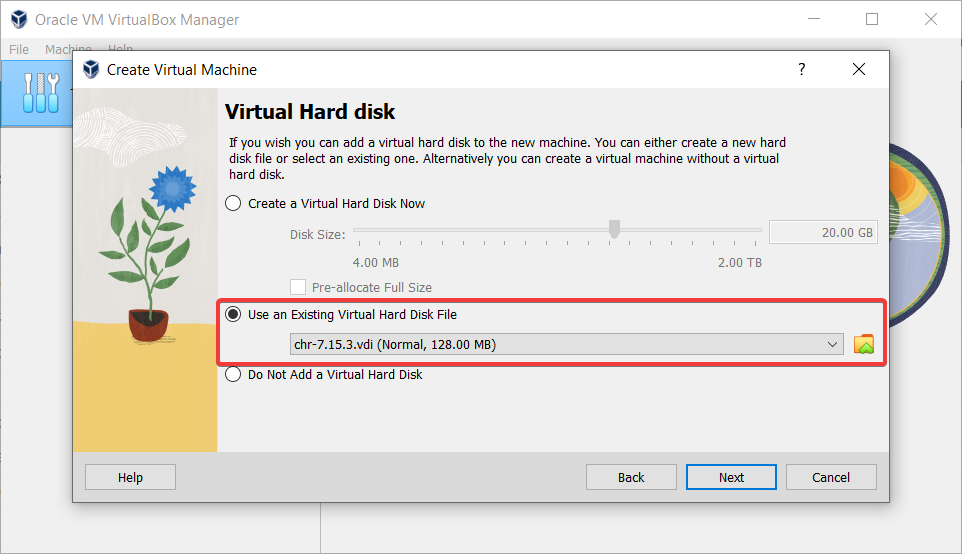 Oracle VM VirtualBox Manager
File Machine Help
Create Virtual Machine
?
Virtual Hard disk
If you wish you can add a virtual hard disk to the new machine. You can either create a new hard
disk file or select an existing one. Alternatively you can create a virtual machine without a virtual
hard disk.
Create a Virtual Hard Disk Now
Disk Size:
20.00 GB
4.00 MB
2.00 TB
Pre-allocate Full Size
Use an Existing Virtual Hard Disk File
chr-7.15.3.vdi (Normal, 128.00 MB)
Do Not Add a Virtual Hard Disk
Help
Back
Next
Cancel